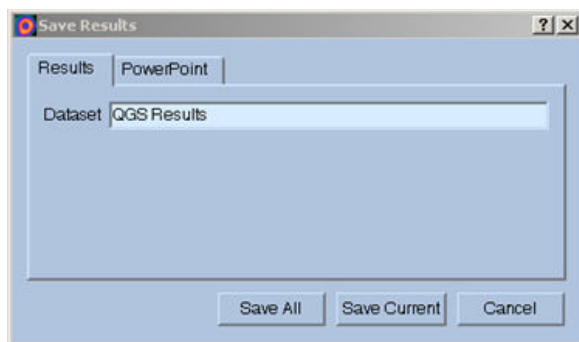 Save Results
Results PowerPoint
Dataset QGS Results
Save All Save Current Cancel